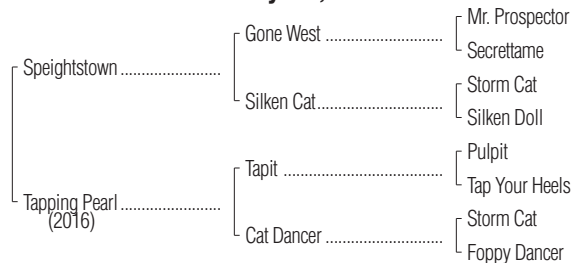 Mr. Prospector
Gone West
Secrettame
Speightstown
Storm Cat
Silken Cat
Silken Doll
Pulpit
Tapit
Tap Your Heels
Tapping Pearl
(2016)
Storm Cat
Cat Dancer
Foppy Dancer